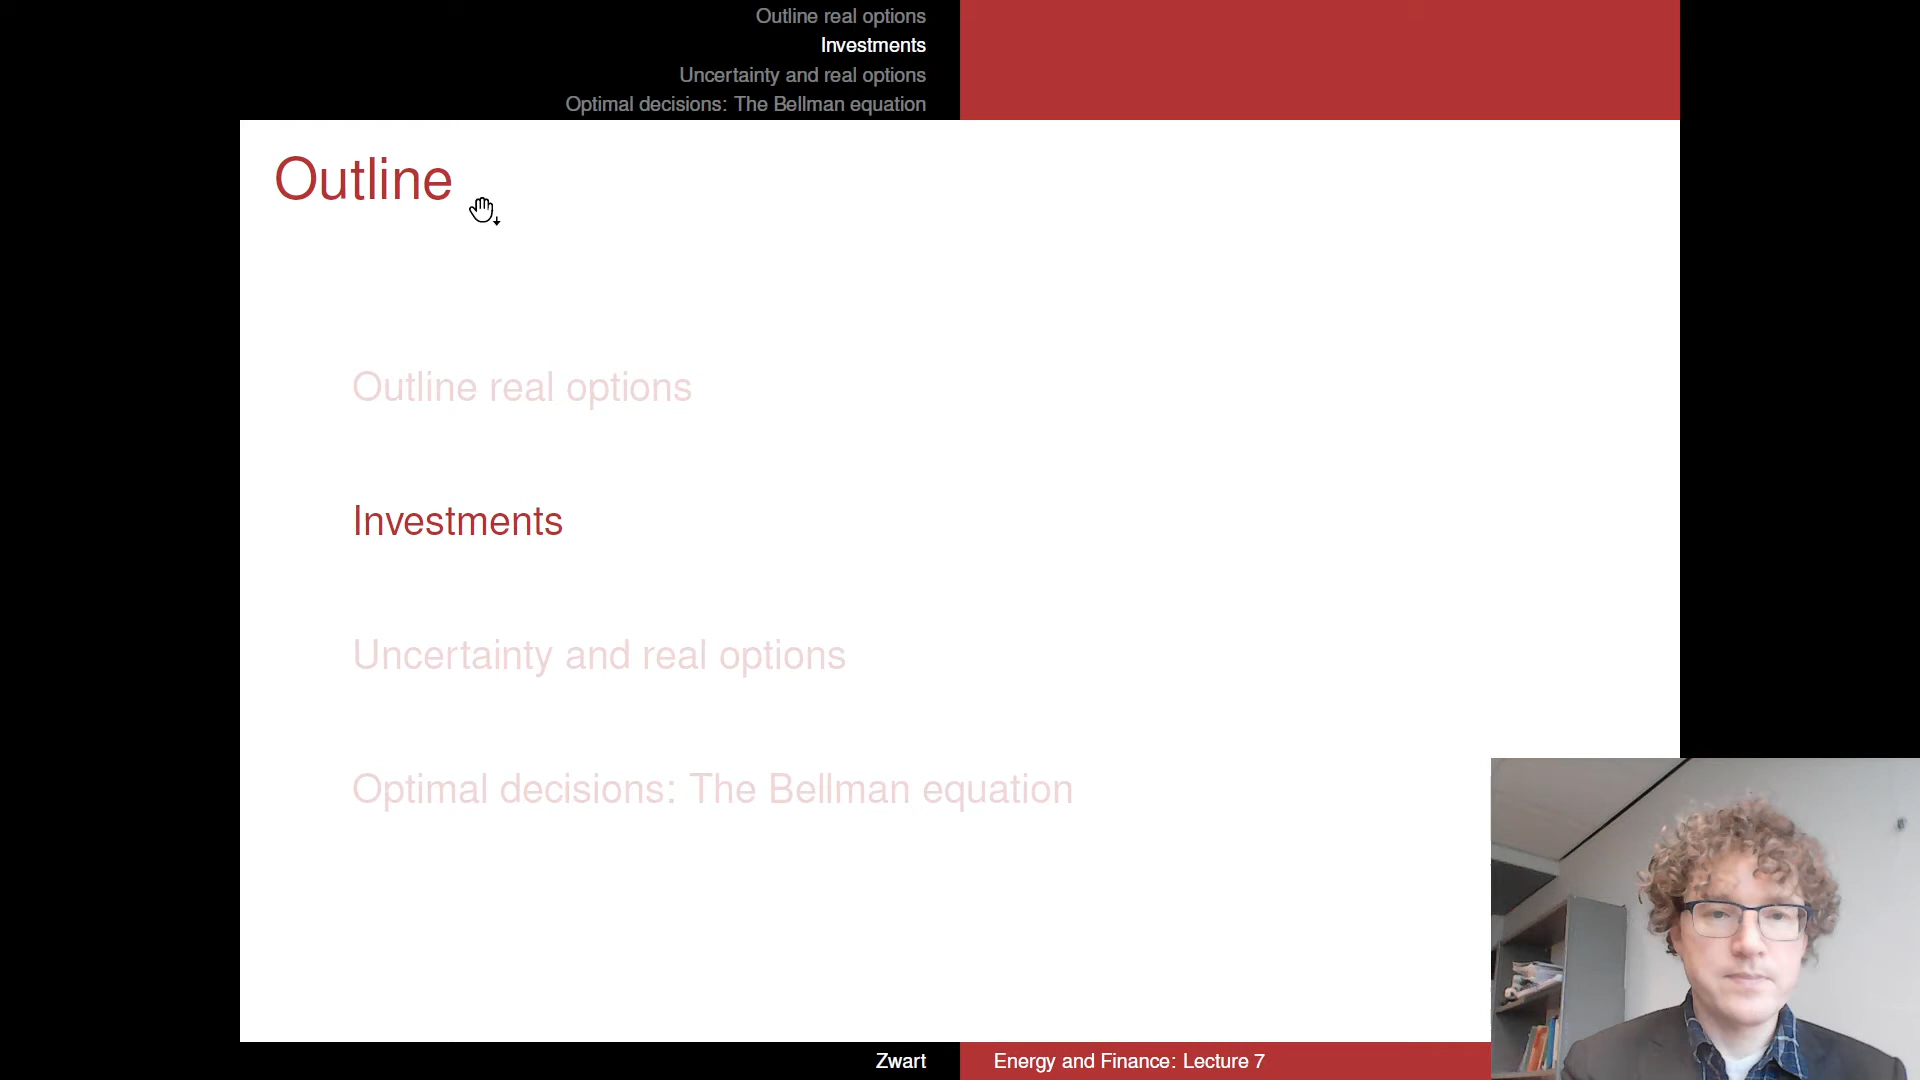 Outline real options
Investments
Uncertainty and real options
Optimal decisions: The Bellman equation
Outline
Outline real options
Investments
Uncertainty and real options
Optimal decisions: The Bellman equation
Zwart
Energy and Finance: Lecture 7